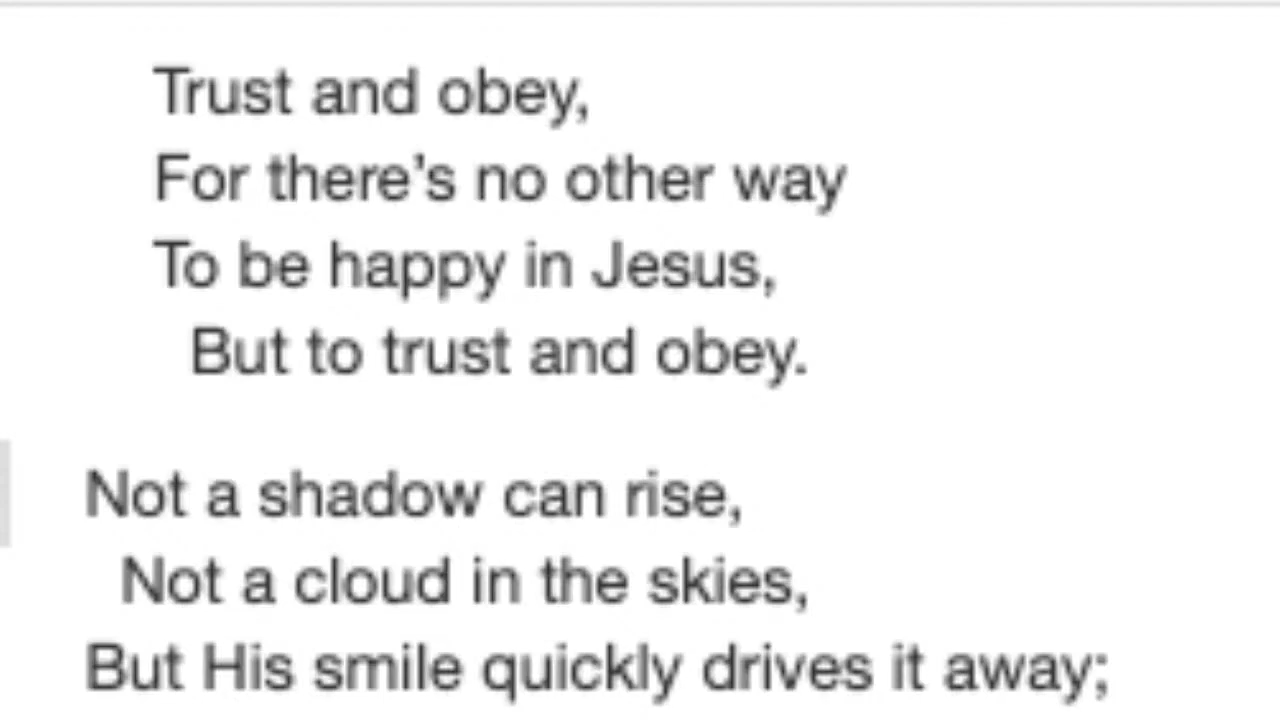 Trust and obey,
For there's no other way
To be happy in Jesus,
But to trust and obey.
Not a shadow can rise,
Not a cloud in the skies,
But His smile quickly drives it away;